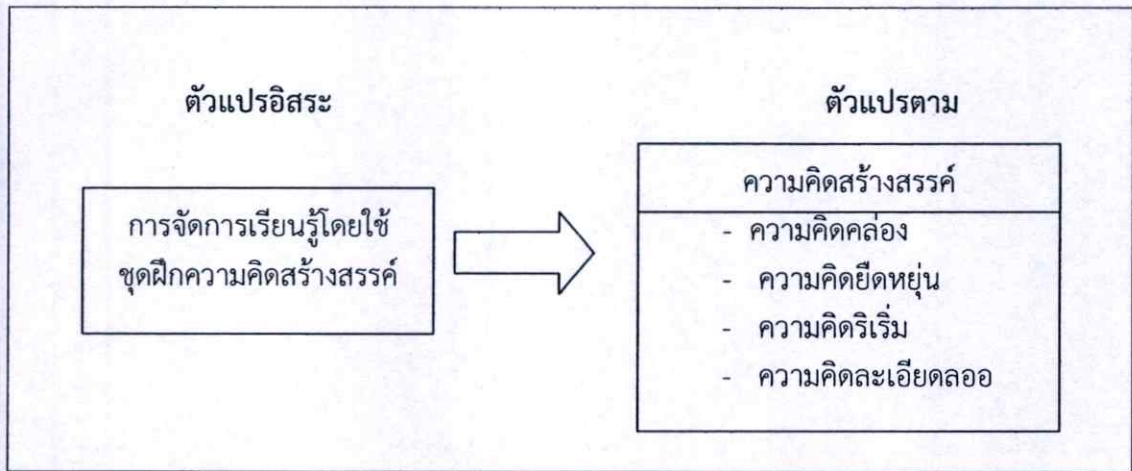 ตัวแปรอิสระ
การจัดการเรียนรู้โดยใช้
ชุดฝึกความคิดสร้างสรรค์
ตัวแปรตาม
ความคิดสร้างสรรค์
- ความคิดคล่อง
- ความคิดยืดหยุ่น
- ความคิดริเริ่ม
- ความคิดละเอียดลออ